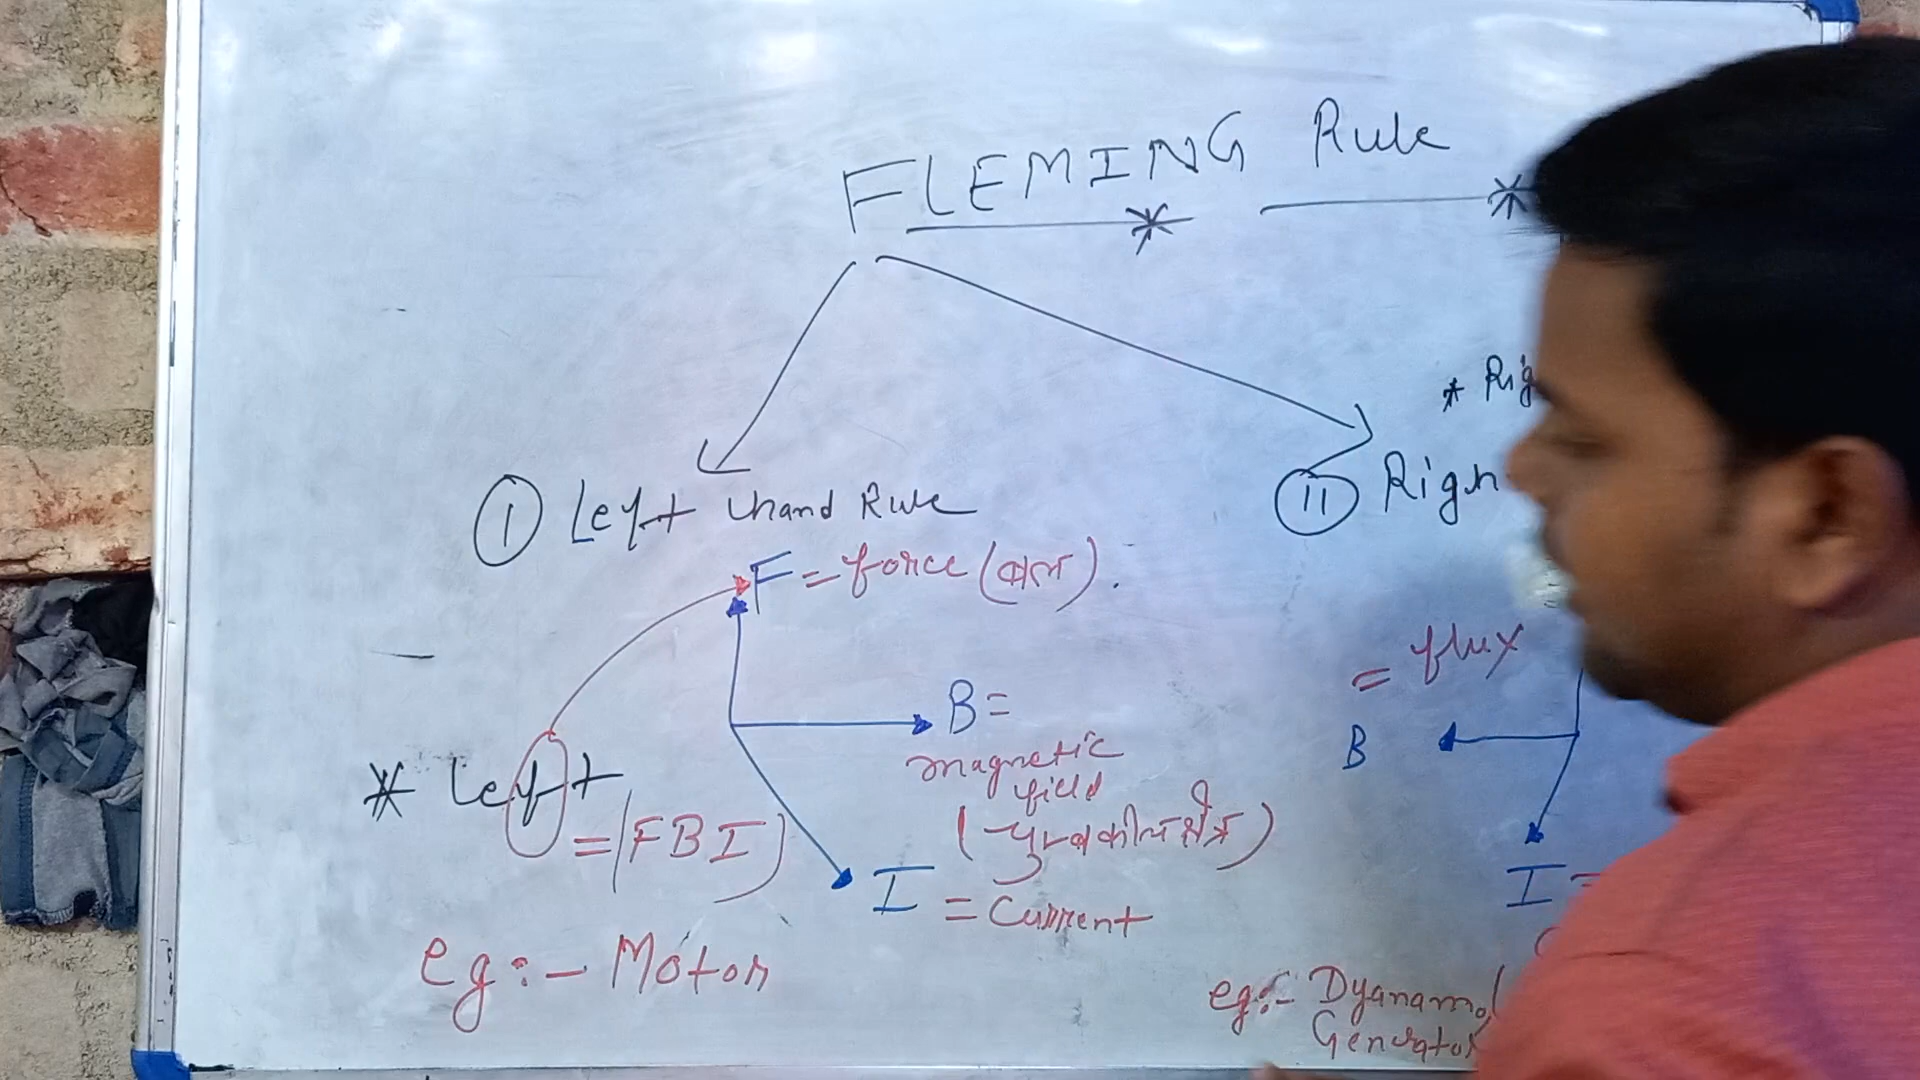 FLEMING Rule
* Rig
I Left hand Rule
II Righ
F = force (बल).
= flux
B =
magnetic
field
(चुम्बकीय क्षेत्र)
B
* Left
= (FBI)
I = Current
I =
eg:- Motor
eg:- Dyanamo(
Generator